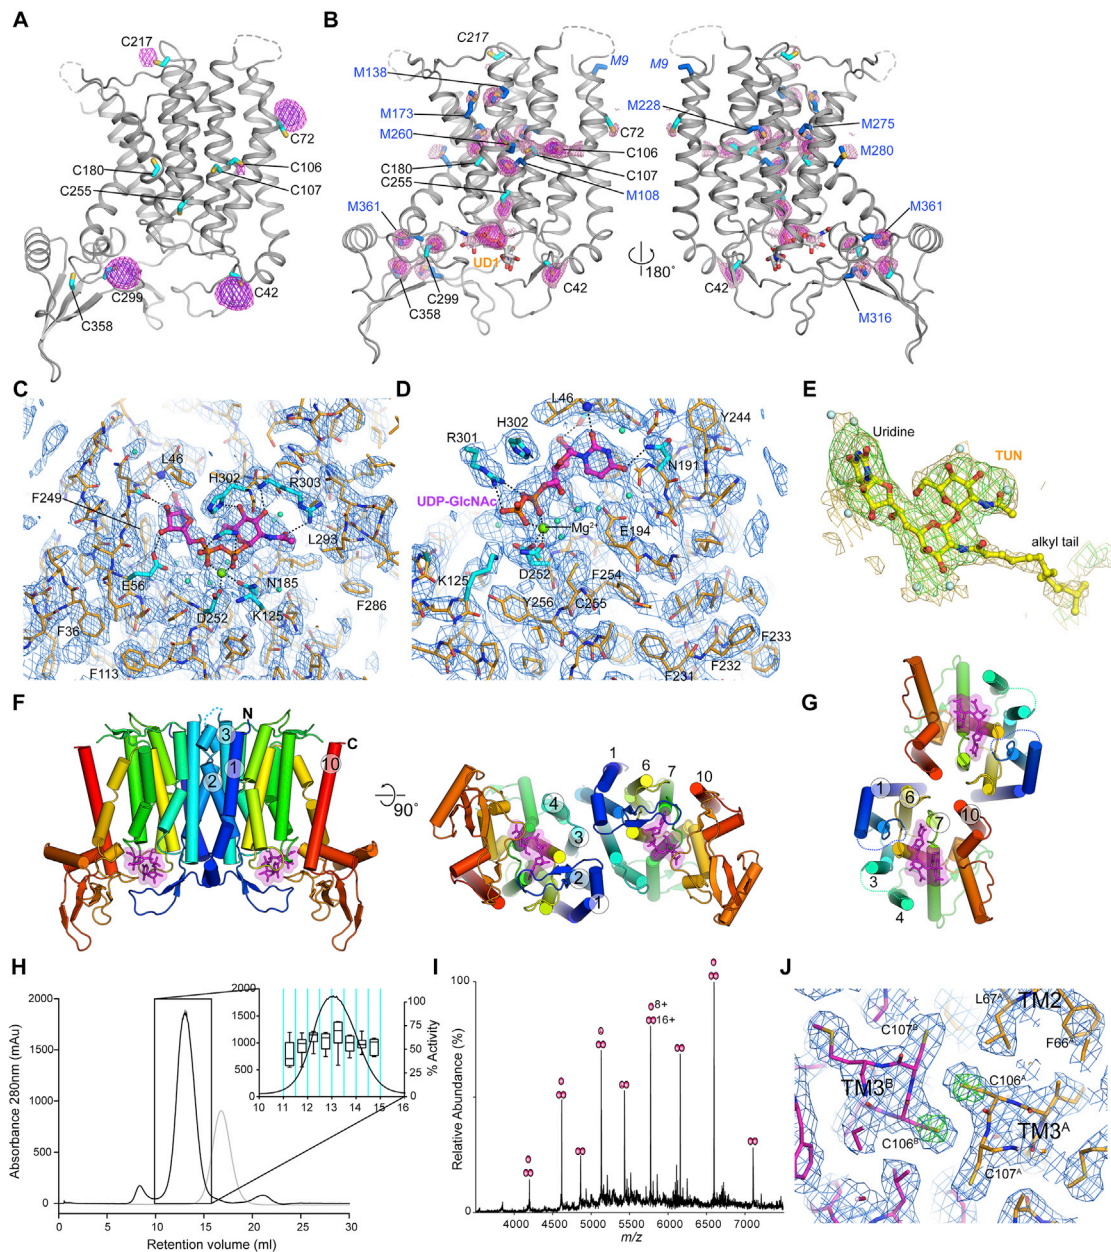 A
C217
C72
C180
C106
C255
C107
C299
C42
C358
B
C217
M9
M138
M173
M260
C180
C255
C72
C106
C107
M108
M361
UD1
C299
C358
C42
180°
M9
M228
M275
M280
M361
C42
M316
C
L46
H302
R303
F249
L293
E56
N185
D252
K125
F286
F36
F113
D
L46
Y244
H302
R301
N191
UDP-GlcNAc
Mg2+
E194
K125
D252
F254
Y256
C255
F233
F232
F231
E
Uridine
TUN
alkyl tail
F
N
3
C
10
1
2
90°
1
6
7
10
4
3
2
1
G
1
6
7
10
3
4
H
Absorbance 280nm (mAu)
2000
1500
1000
500
0
0 5 10 15 20 25 30
Retention volume (ml)
2000
1500
1000
500
0
100
75
50
25
0
% Activity
10 11 12 13 14 15 16
I
Relative Abundance (%)
100
0
8+
16+
4000 4500 5000 5500 6000 6500 7000
m/z
J
L67A
TM2
C107B
F66A
TM3B
C106A
TM3A
C106B
C107A